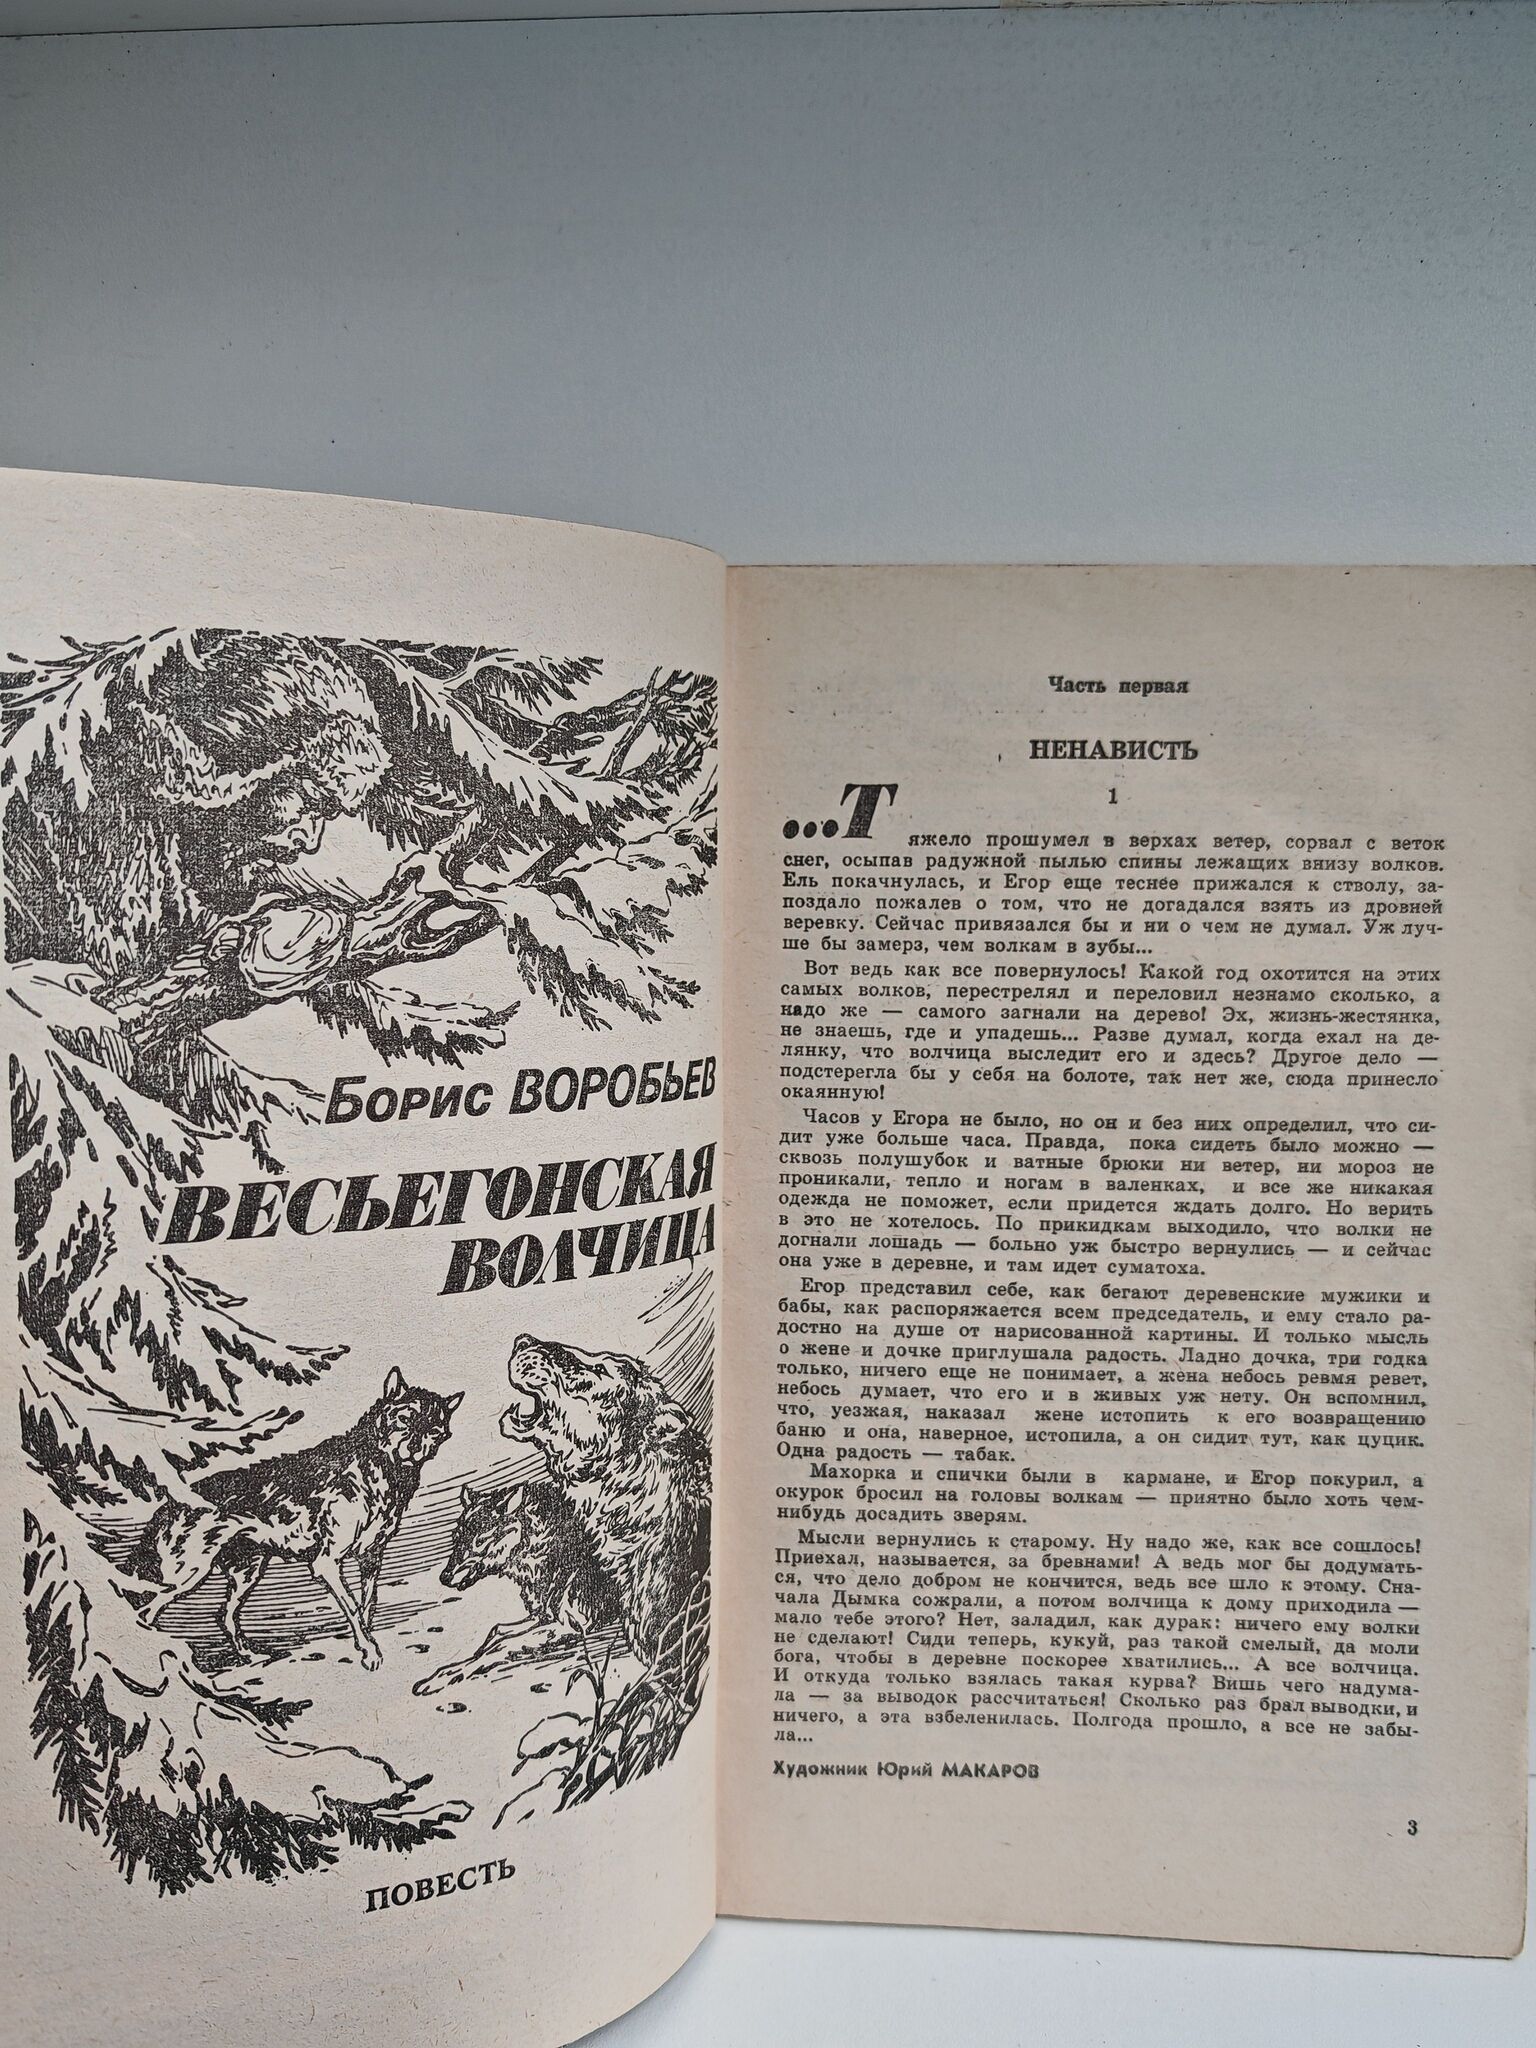 Борис ВОРОБЬЕВ
ВЕСЬЕГОНСКАЯ
ВОЛЧИЦА
ПОВЕСТЬ
Часть первая
НЕНАВИСТЬ
1
...Тяжело прошумел в верхах ветер, сорвал с веток
снег, осыпав радужной пылью спины лежащих внизу волков.
Ель покачнулась, и Егор еще теснее прижался к стволу, за-
поздало пожалев о том, что не догадался взять из дровней
веревку. Сейчас привязался бы и ни о чем не думал. Уж луч-
ше бы замерз, чем волкам в зубы...
Вот ведь как все повернулось! Какой год охотится на этих
самых волков, перестрелял и переловил незнамо сколько, а
надо же — самого загнали на дерево! Эх, жизнь-жестянка,
не знаешь, где и упадешь... Разве думал, когда ехал на де-
лянку, что волчица выследит его и здесь? Другое дело —
подстерегла бы у себя на болоте, так нет же, сюда принесло
окаянную!
Часов у Егора не было, но он и без них определил, что си-
дит уже больше часа. Правда, пока сидеть было можно —
сквозь полушубок и ватные брюки ни ветер, ни мороз не
проникали, тепло и ногам в валенках, и все же никакая
одежда не поможет, если придется ждать долго. Но верить
в это не хотелось. По прикидкам выходило, что волки не
догнали лошадь — больно уж быстро вернулись — и сейчас
она уже в деревне, и там идет суматоха.
Егор представил себе, как бегают деревенские мужики и
бабы, как распоряжается всем председатель, и ему стало ра-
достно на душе от нарисованной картины. И только мысль
о жене и дочке приглушала радость. Ладно дочка, три годка
только, ничего еще не понимает, а жена небось ревмя ревет,
небось думает, что его и в живых уж нету. Он вспомнил,
что, уезжая, наказал жене истопить к его возвращению
баню и она, наверное, истопила, а он сидит тут, как цуцик.
Одна радость — табак.
Махорка и спички были в кармане, и Егор покурил, а
окурок бросил на головы волкам — приятно было хоть чем-
нибудь досадить зверям.
Мысли вернулись к старому. Ну надо же, как все сошлось!
Приехал, называется, за бревнами! А ведь мог бы додумать-
ся, что дело добром не кончится, ведь все шло к этому. Сна-
чала Дымка сожрали, а потом волчица к дому приходила —
мало тебе этого? Нет, заладил, как дурак: ничего ему волки
не сделают! Сиди теперь, кукуй, раз такой смелый, да моли
бога, чтобы в деревне поскорее хватились... А все волчица.
И откуда только взялась такая курва? Вишь чего надума-
ла — за выводок рассчитаться! Сколько раз брал выводки, и
ничего, а эта взбеленилась. Полгода прошло, а все не забы-
ла...
Художник Юрий МАКАРОВ
3